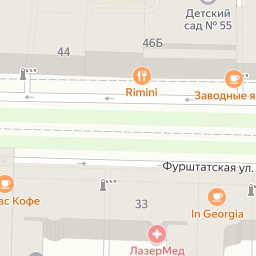 Детский
сад № 55
46Б
44
Rimini
Заводные я
Фурштатская ул.
вс Кофе
33
In Georgia
ЛазерМед